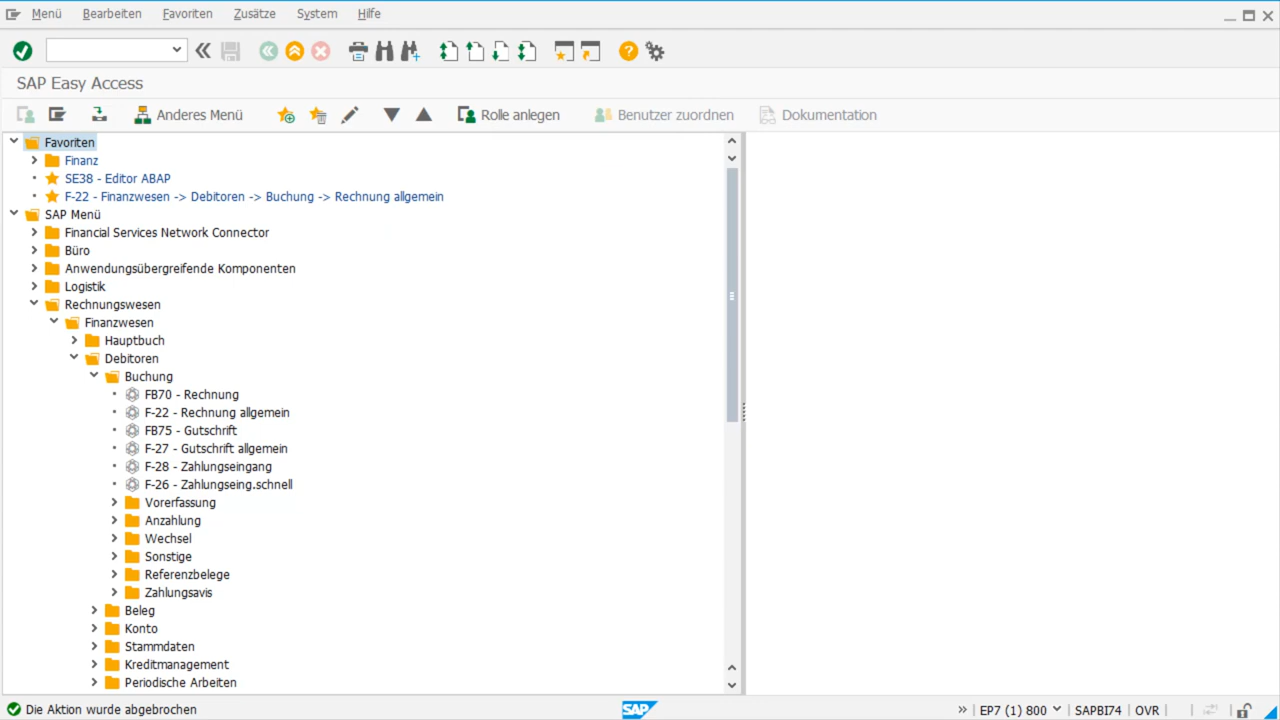 Menü Bearbeiten Favoriten Zusätze System Hilfe
SAP Easy Access
Anderes Menü Rolle anlegen Benutzer zuordnen Dokumentation
Favoriten
Finanz
SE38 - Editor ABAP
F-22 - Finanzwesen -> Debitoren -> Buchung -> Rechnung allgemein
SAP Menü
Financial Services Network Connector
Büro
Anwendungsübergreifende Komponenten
Logistik
Rechnungswesen
Finanzwesen
Hauptbuch
Debitoren
Buchung
FB70 - Rechnung
F-22 - Rechnung allgemein
FB75 - Gutschrift
F-27 - Gutschrift allgemein
F-28 - Zahlungseingang
F-26 - Zahlungseing.schnell
Vorerfassung
Anzahlung
Wechsel
Sonstige
Referenzbelege
Zahlungsavis
Beleg
Konto
Stammdaten
Kreditmanagement
Periodische Arbeiten
Die Aktion wurde abgebrochen SAP EP7 (1) 800 SAPBI74 OVR